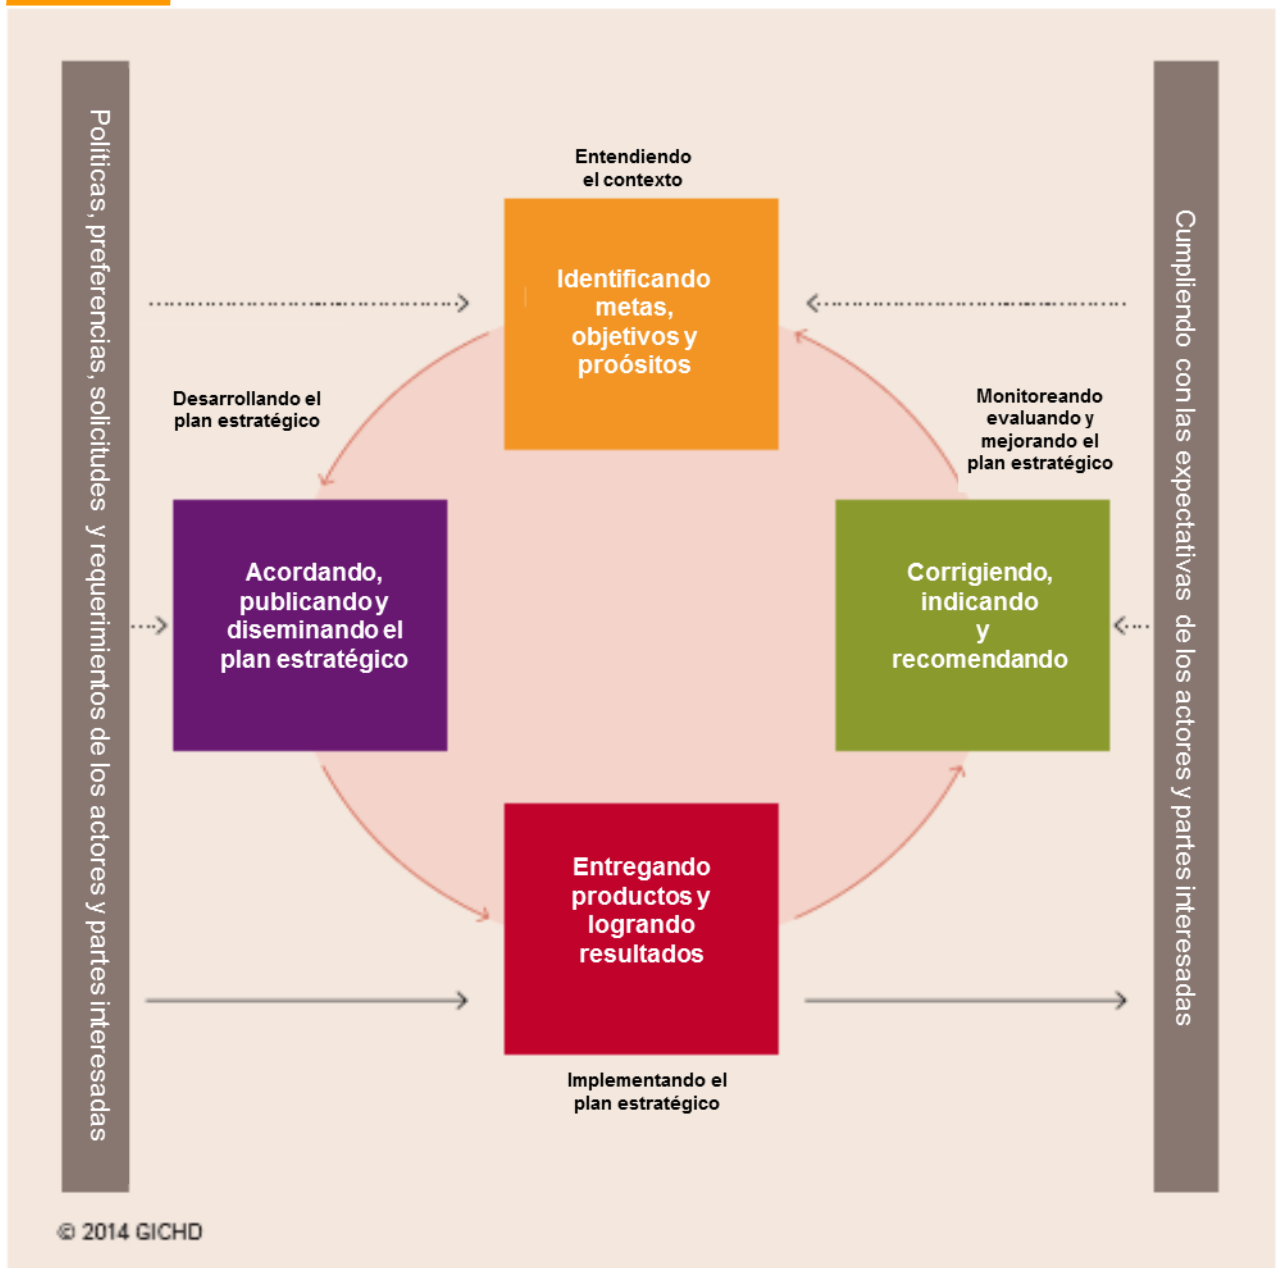 Políticas, preferencias, solicitudes y requerimientos de los actores y partes interesadas
Entendiendo
el contexto
Identificando
metas,
objetivos y
proósitos
Desarrollando el
plan estratégico
Monitoreando
evaluando y
mejorando el
plan estratégico
Acordando,
publicando y
diseminando el
plan estratégico
Corrigiendo,
indicando
y
recomendando
Entregando
productos y
logrando
resultados
Implementando el
plan estratégico
Cumpliendo con las expectativas de los actores y partes interesadas
© 2014 GICHD